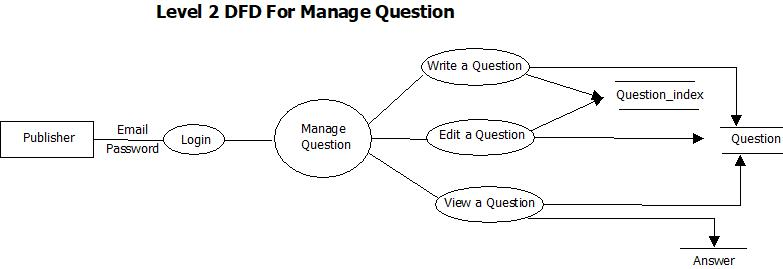 Level 2 DFD For Manage Question
Write a Question
Question_index
Publisher
Email
Password
Login
Manage
Question
Edit a Question
Question
View a Question
Answer